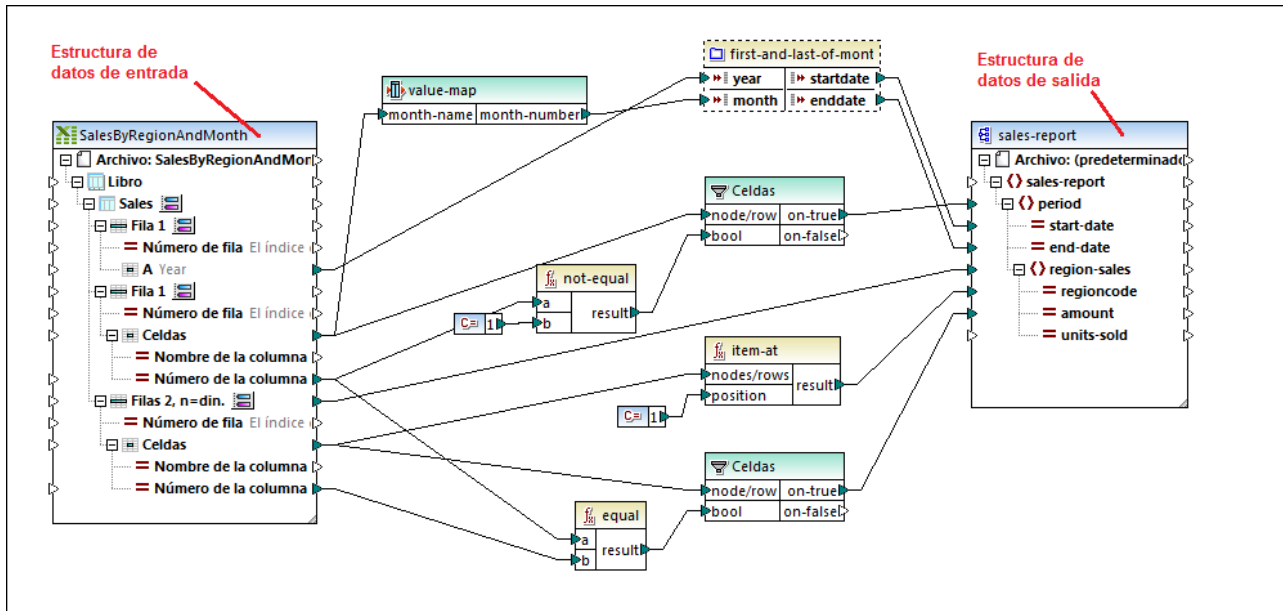 Estructura de
datos de entrada
SalesByRegionAndMonth
Archivo: SalesByRegionAndMon
Libro
Sales
Fila 1
Número de fila El índice
A Year
Fila 1
Número de fila El índice
Celdas
Nombre de la columna
Número de la columna
Filas 2, n=din.
Número de fila El índice
Celdas
Nombre de la columna
Número de la columna
value-map
month-name month-number
first-and-last-of-mont
year startdate
month enddate
Celdas
node/row on-true
bool on-false
not-equal
a
b
result
C= 1
item-at
nodes/rows
position
result
C= 1
Celdas
node/row on-true
bool on-false
equal
a
b
result
Estructura de
datos de salida
sales-report
Archivo: (predeterminado
sales-report
period
start-date
end-date
region-sales
regioncode
amount
units-sold